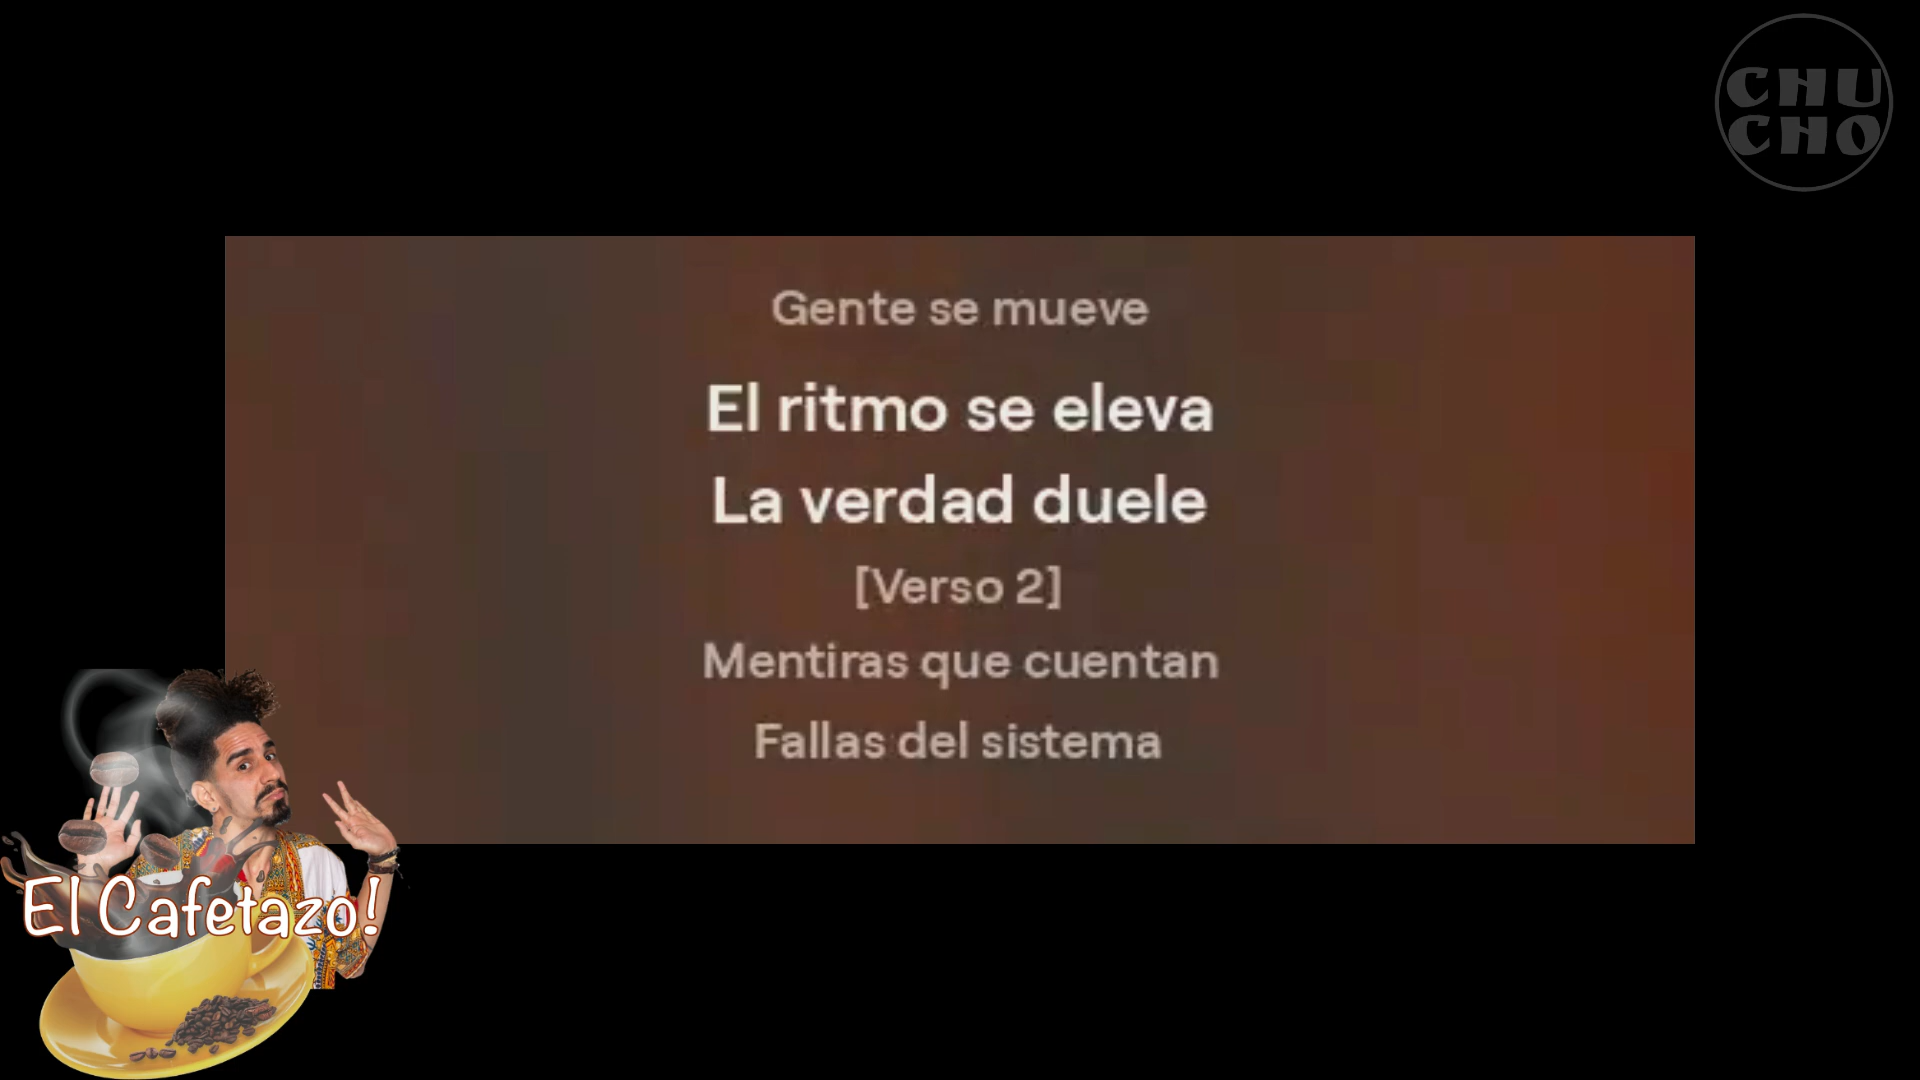 CHU
CHO
Gente se mueve
El ritmo se eleva
La verdad duele
[Verso 2]
Mentiras que cuentan
Fallas del sistema
El Cafetazo!